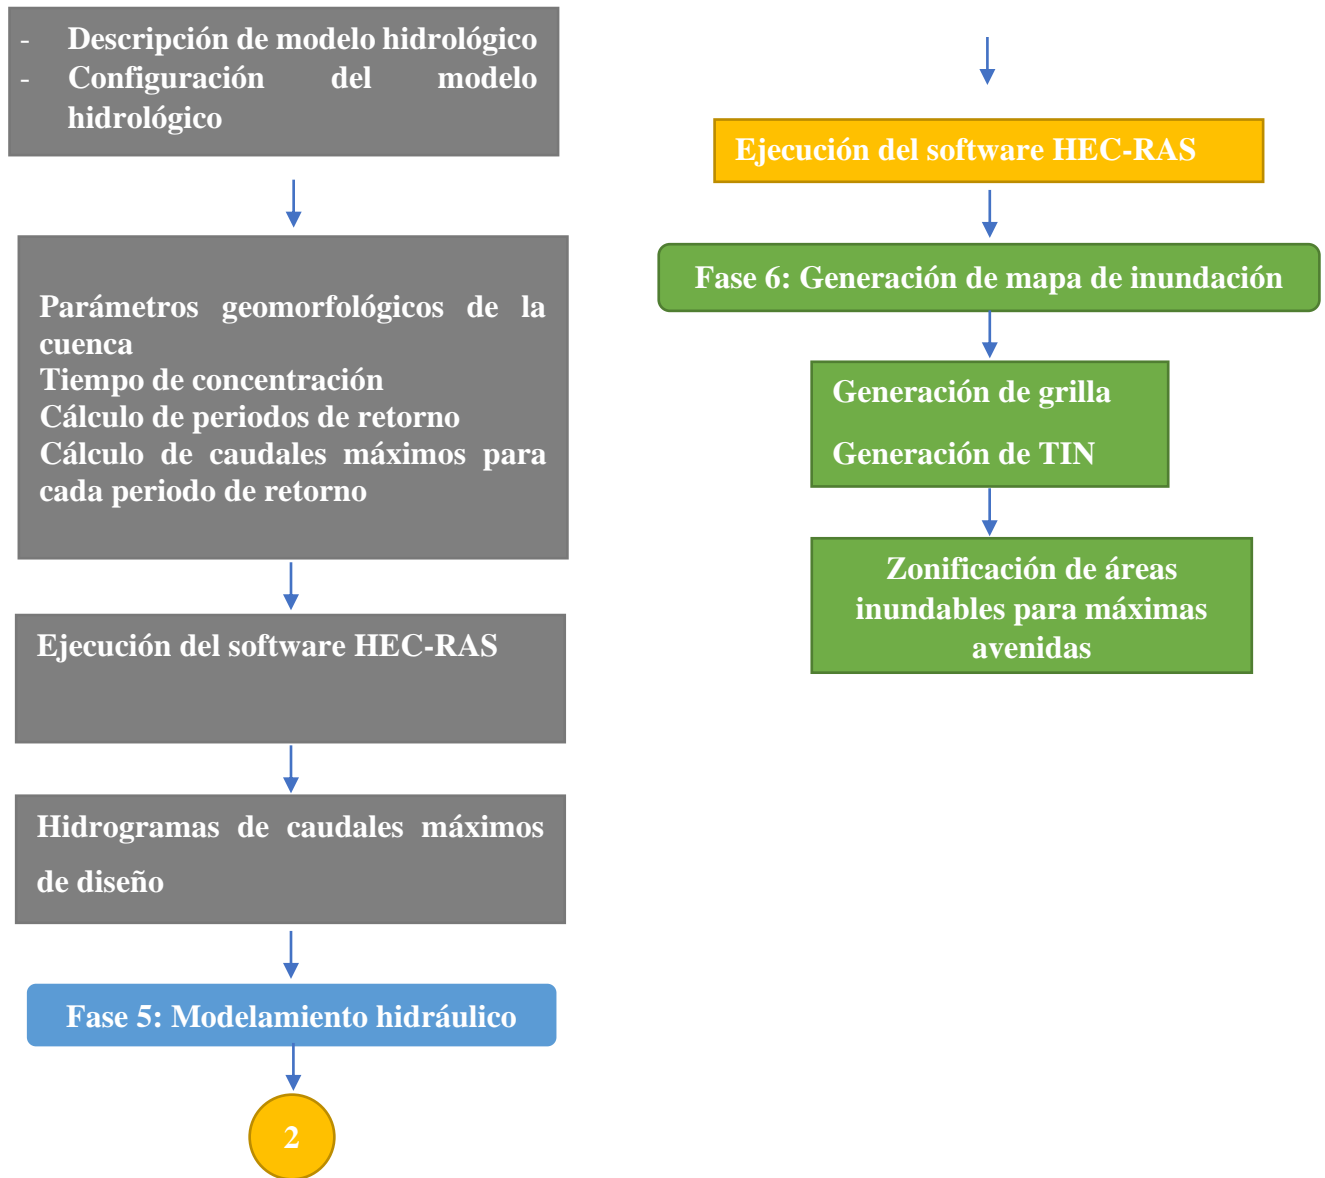 - Descripción de modelo hidrológico
- Configuración del modelo
hidrológico
Parámetros geomorfológicos de la
cuenca
Tiempo de concentración
Cálculo de periodos de retorno
Cálculo de caudales máximos para
cada periodo de retorno
Ejecución del software HEC-RAS
Hidrogramas de caudales máximos
de diseño
Fase 5: Modelamiento hidráulico
2
Ejecución del software HEC-RAS
Fase 6: Generación de mapa de inundación
Generación de grilla
Generación de TIN
Zonificación de áreas
inundables para máximas
avenidas